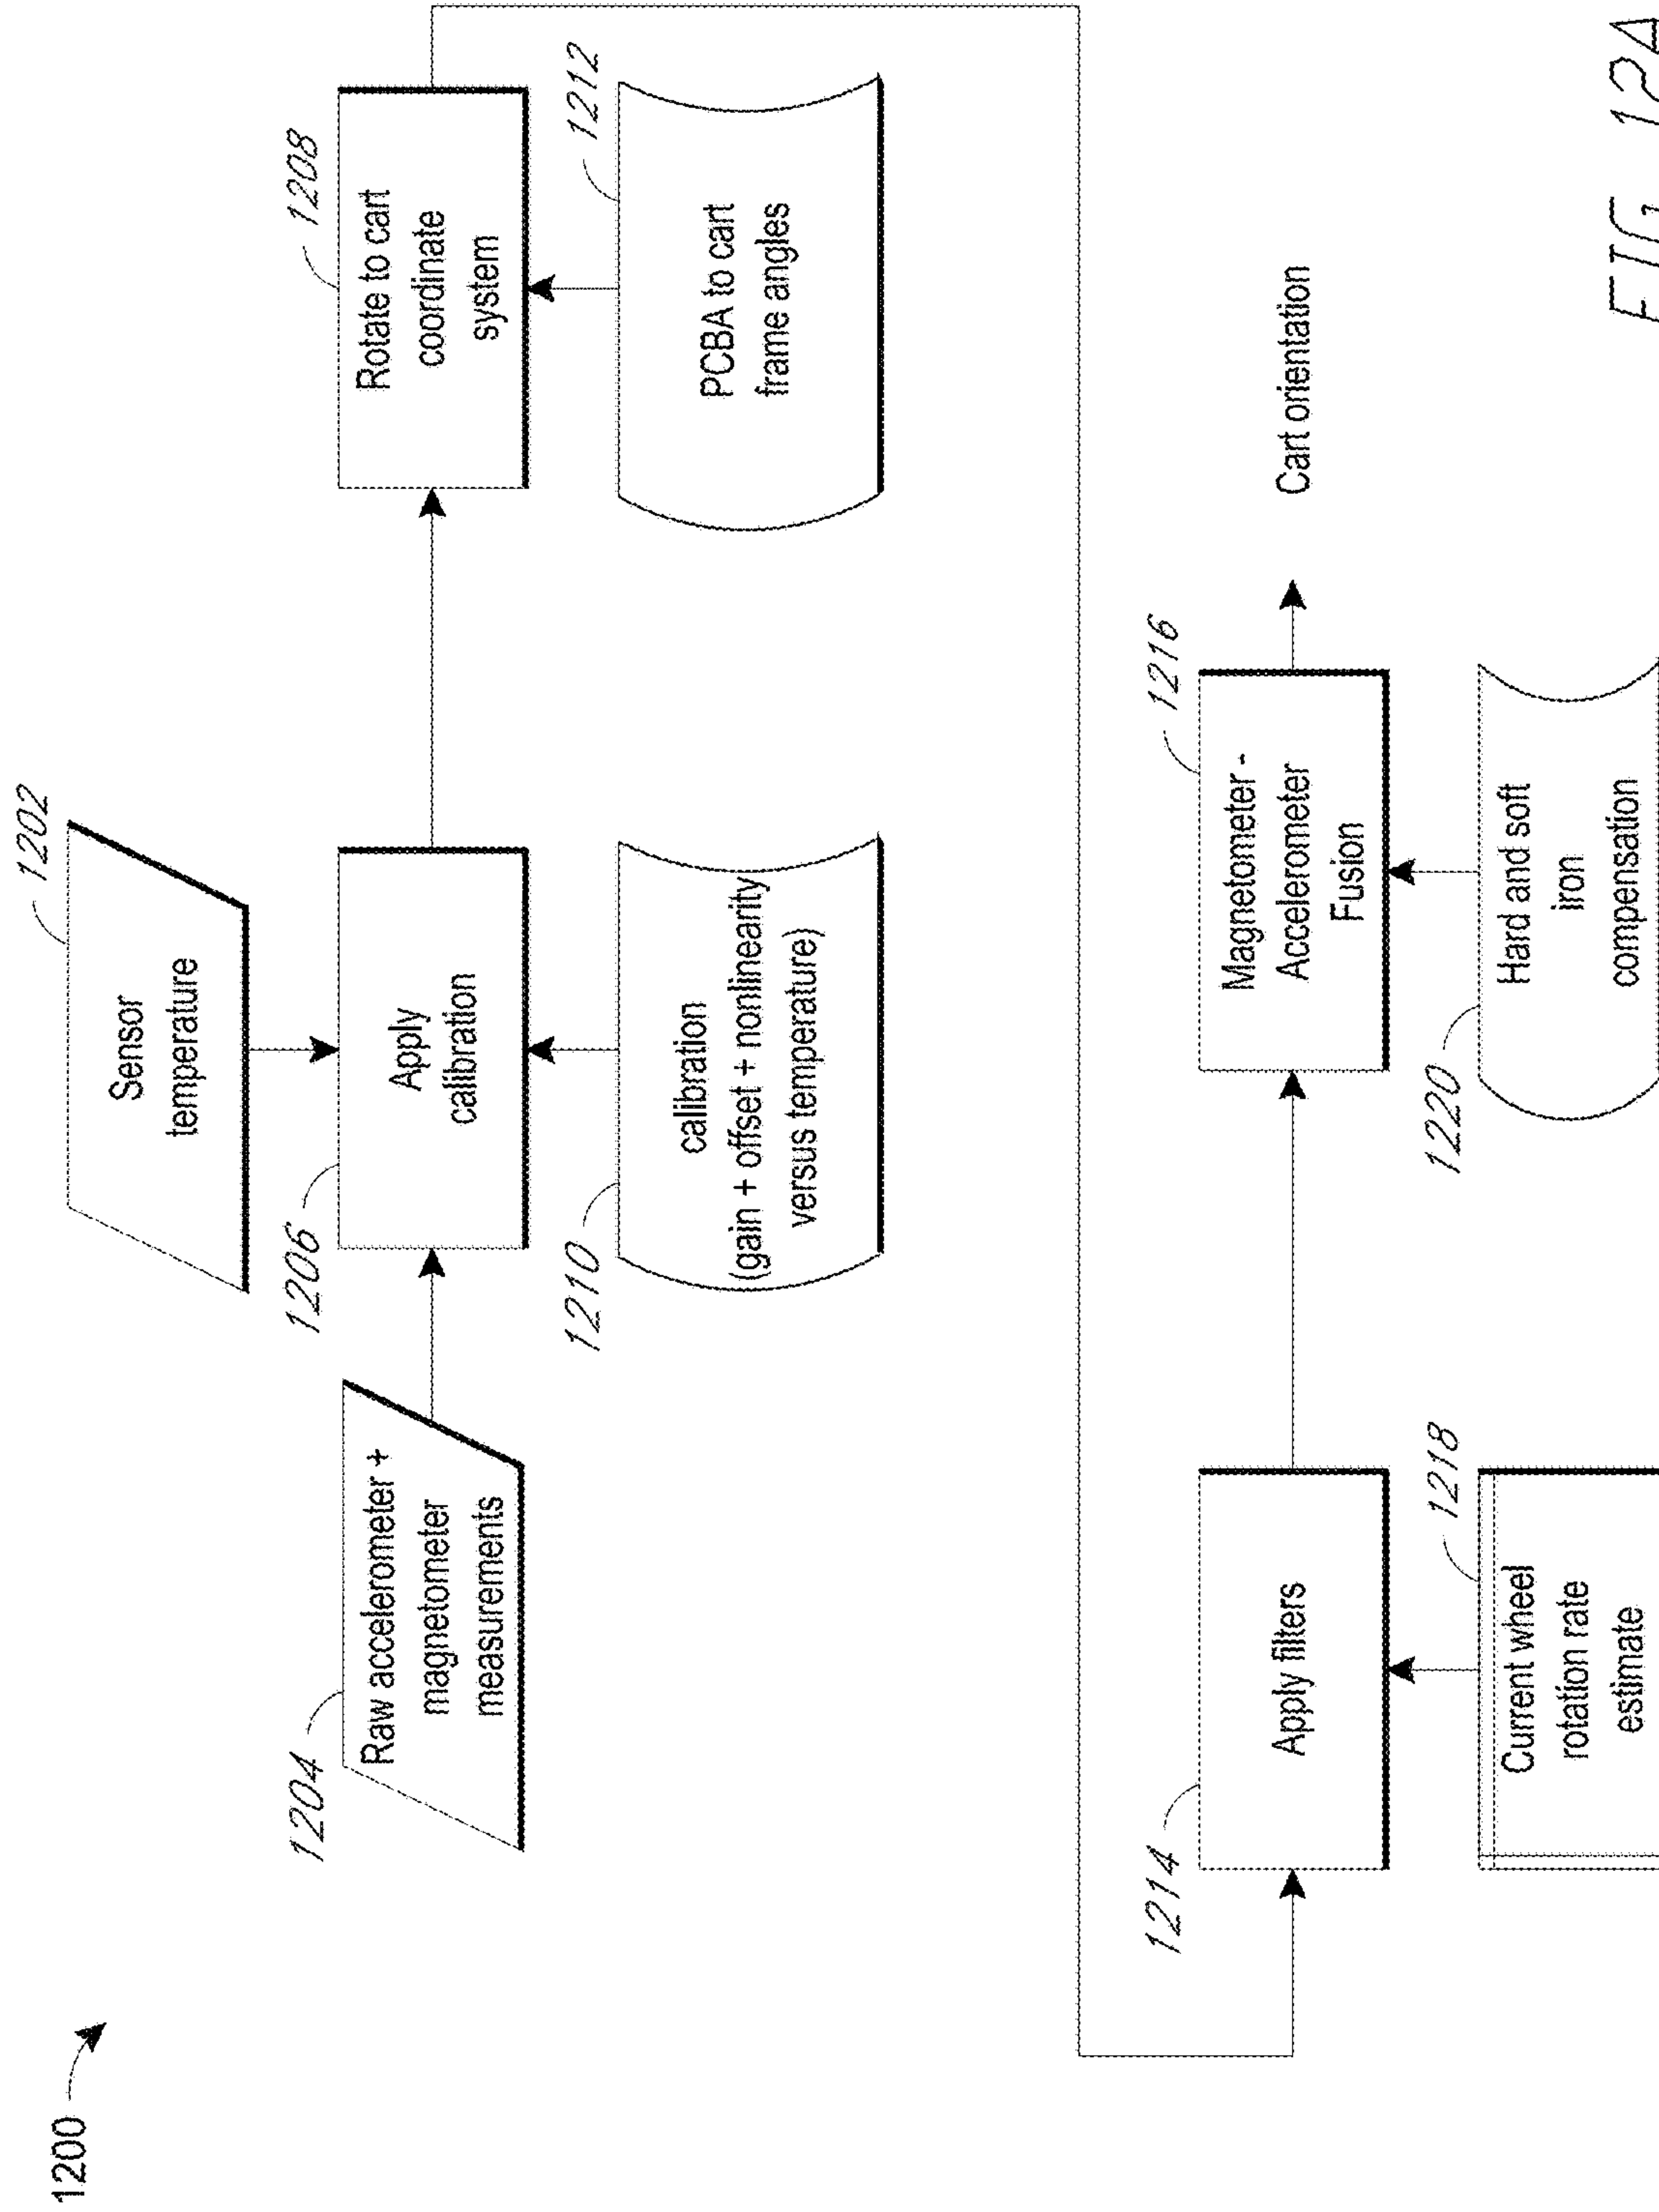 1200
1202
Sensor
temperature
1204
Raw accelerometer +
magnetometer
measurements
1206
Apply
calibration
1208
Rotate to cart
coordinate
system
1210
calibration
(gain + offset + nonlinearity
versus temperature)
1212
PCBA to cart
frame angles
1214
Apply filters
1216
Magnetometer -
Accelerometer
Fusion
Cart orientation
1218
Current wheel
rotation rate
estimate
1220
Hard and soft
iron
compensation
FIG. 12A